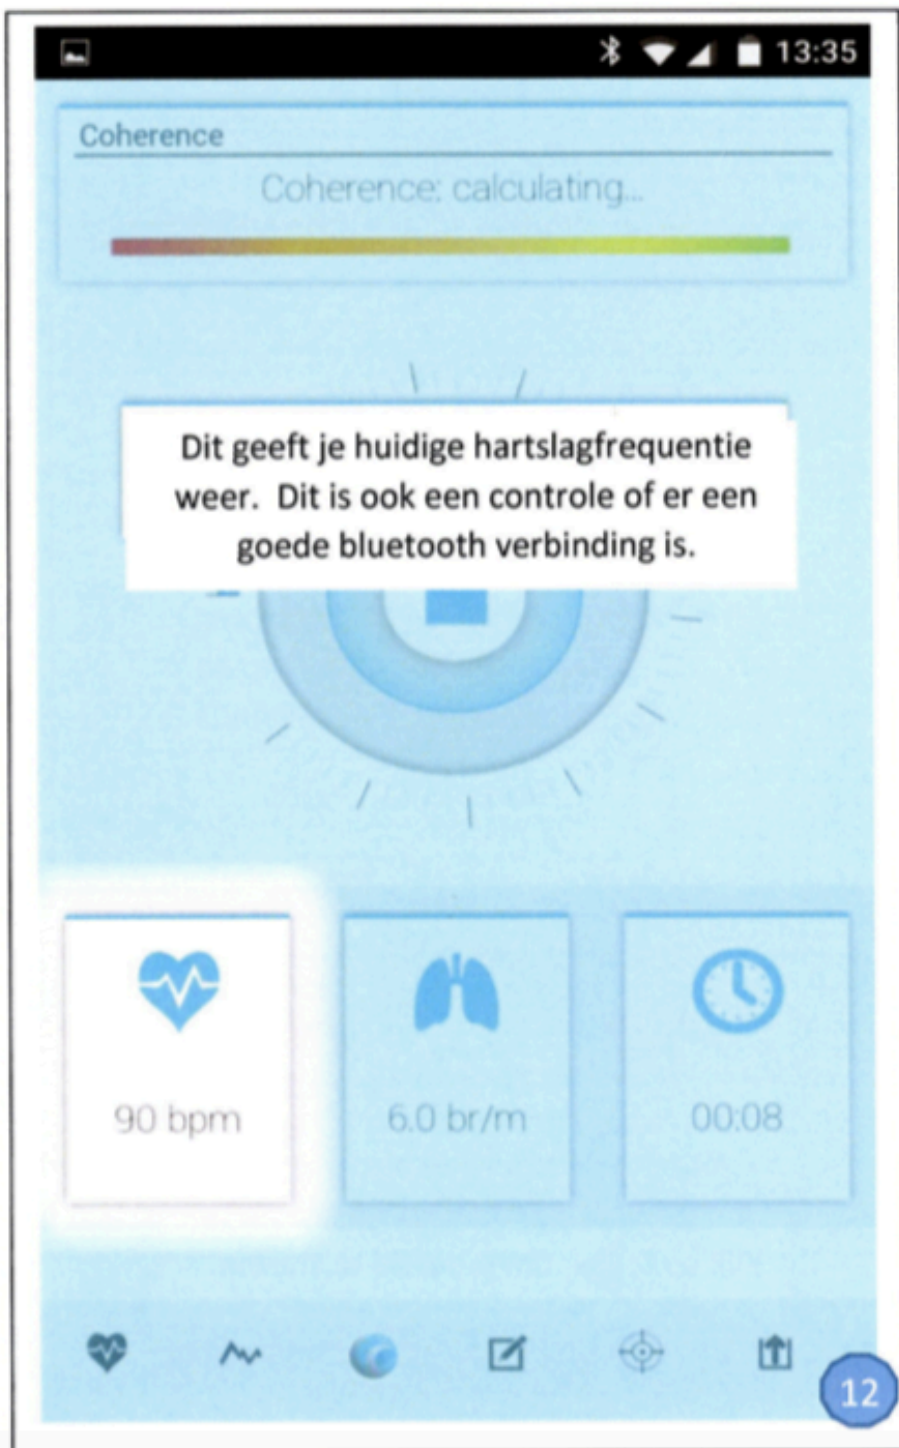 13:35
Coherence
Coherence: calculating...
Dit geeft je huidige hartslagfrequentie
weer. Dit is ook een controle of er een
goede bluetooth verbinding is.
90 bpm
6.0 br/m
00:08
12